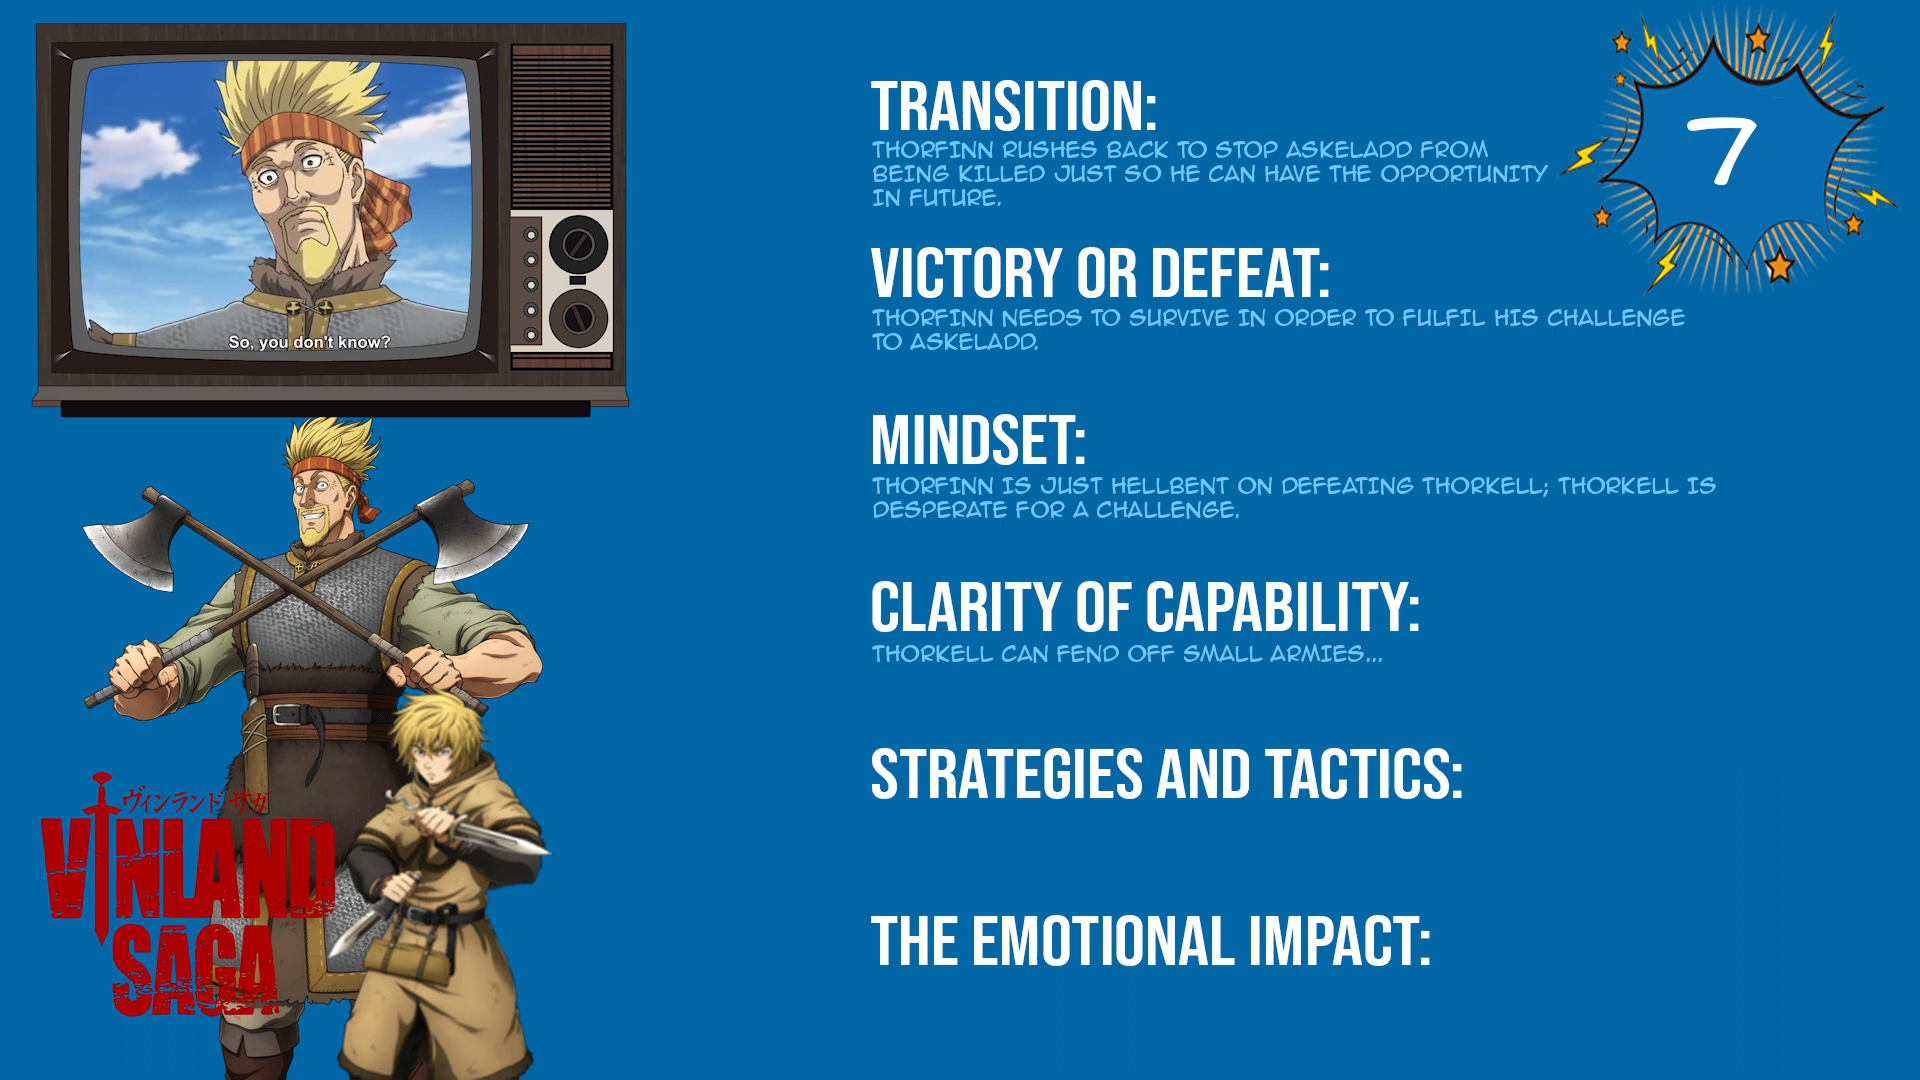 So, you don't know?
ヴィンランド・サガ
VINLAND
SAGA
7
TRANSITION:
THORFINN RUSHES BACK TO STOP ASKELADD FROM
BEING KILLED JUST SO HE CAN HAVE THE OPPORTUNITY
IN FUTURE.
VICTORY OR DEFEAT:
THORFINN NEEDS TO SURVIVE IN ORDER TO FULFIL HIS CHALLENGE
TO ASKELADD.
MINDSET:
THORFINN IS JUST HELLBENT ON DEFEATING THORKELL; THORKELL IS
DESPERATE FOR A CHALLENGE.
CLARITY OF CAPABILITY:
THORKELL CAN FEND OFF SMALL ARMIES...
STRATEGIES AND TACTICS:
THE EMOTIONAL IMPACT: